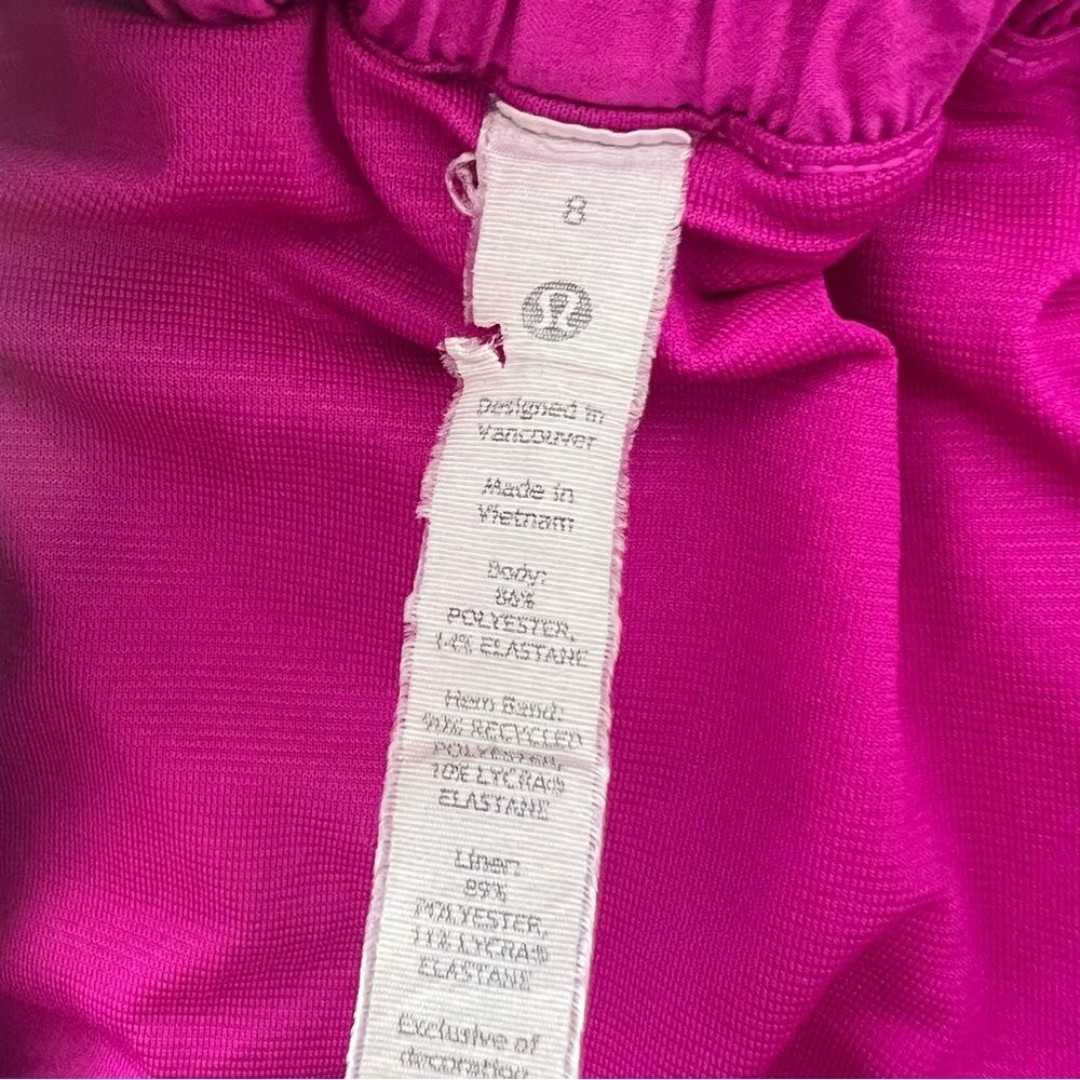 8
Designed in
Vancouver
Made in
Vietnam
Body:
86%
POLYESTER,
14% ELASTANE
Hem Band:
90% RECYCLED
POLYESTER,
10% LYCRA®
ELASTANE
Liner:
89%
POLYESTER,
11% LYCRA®
ELASTANE
Exclusive of
decoration